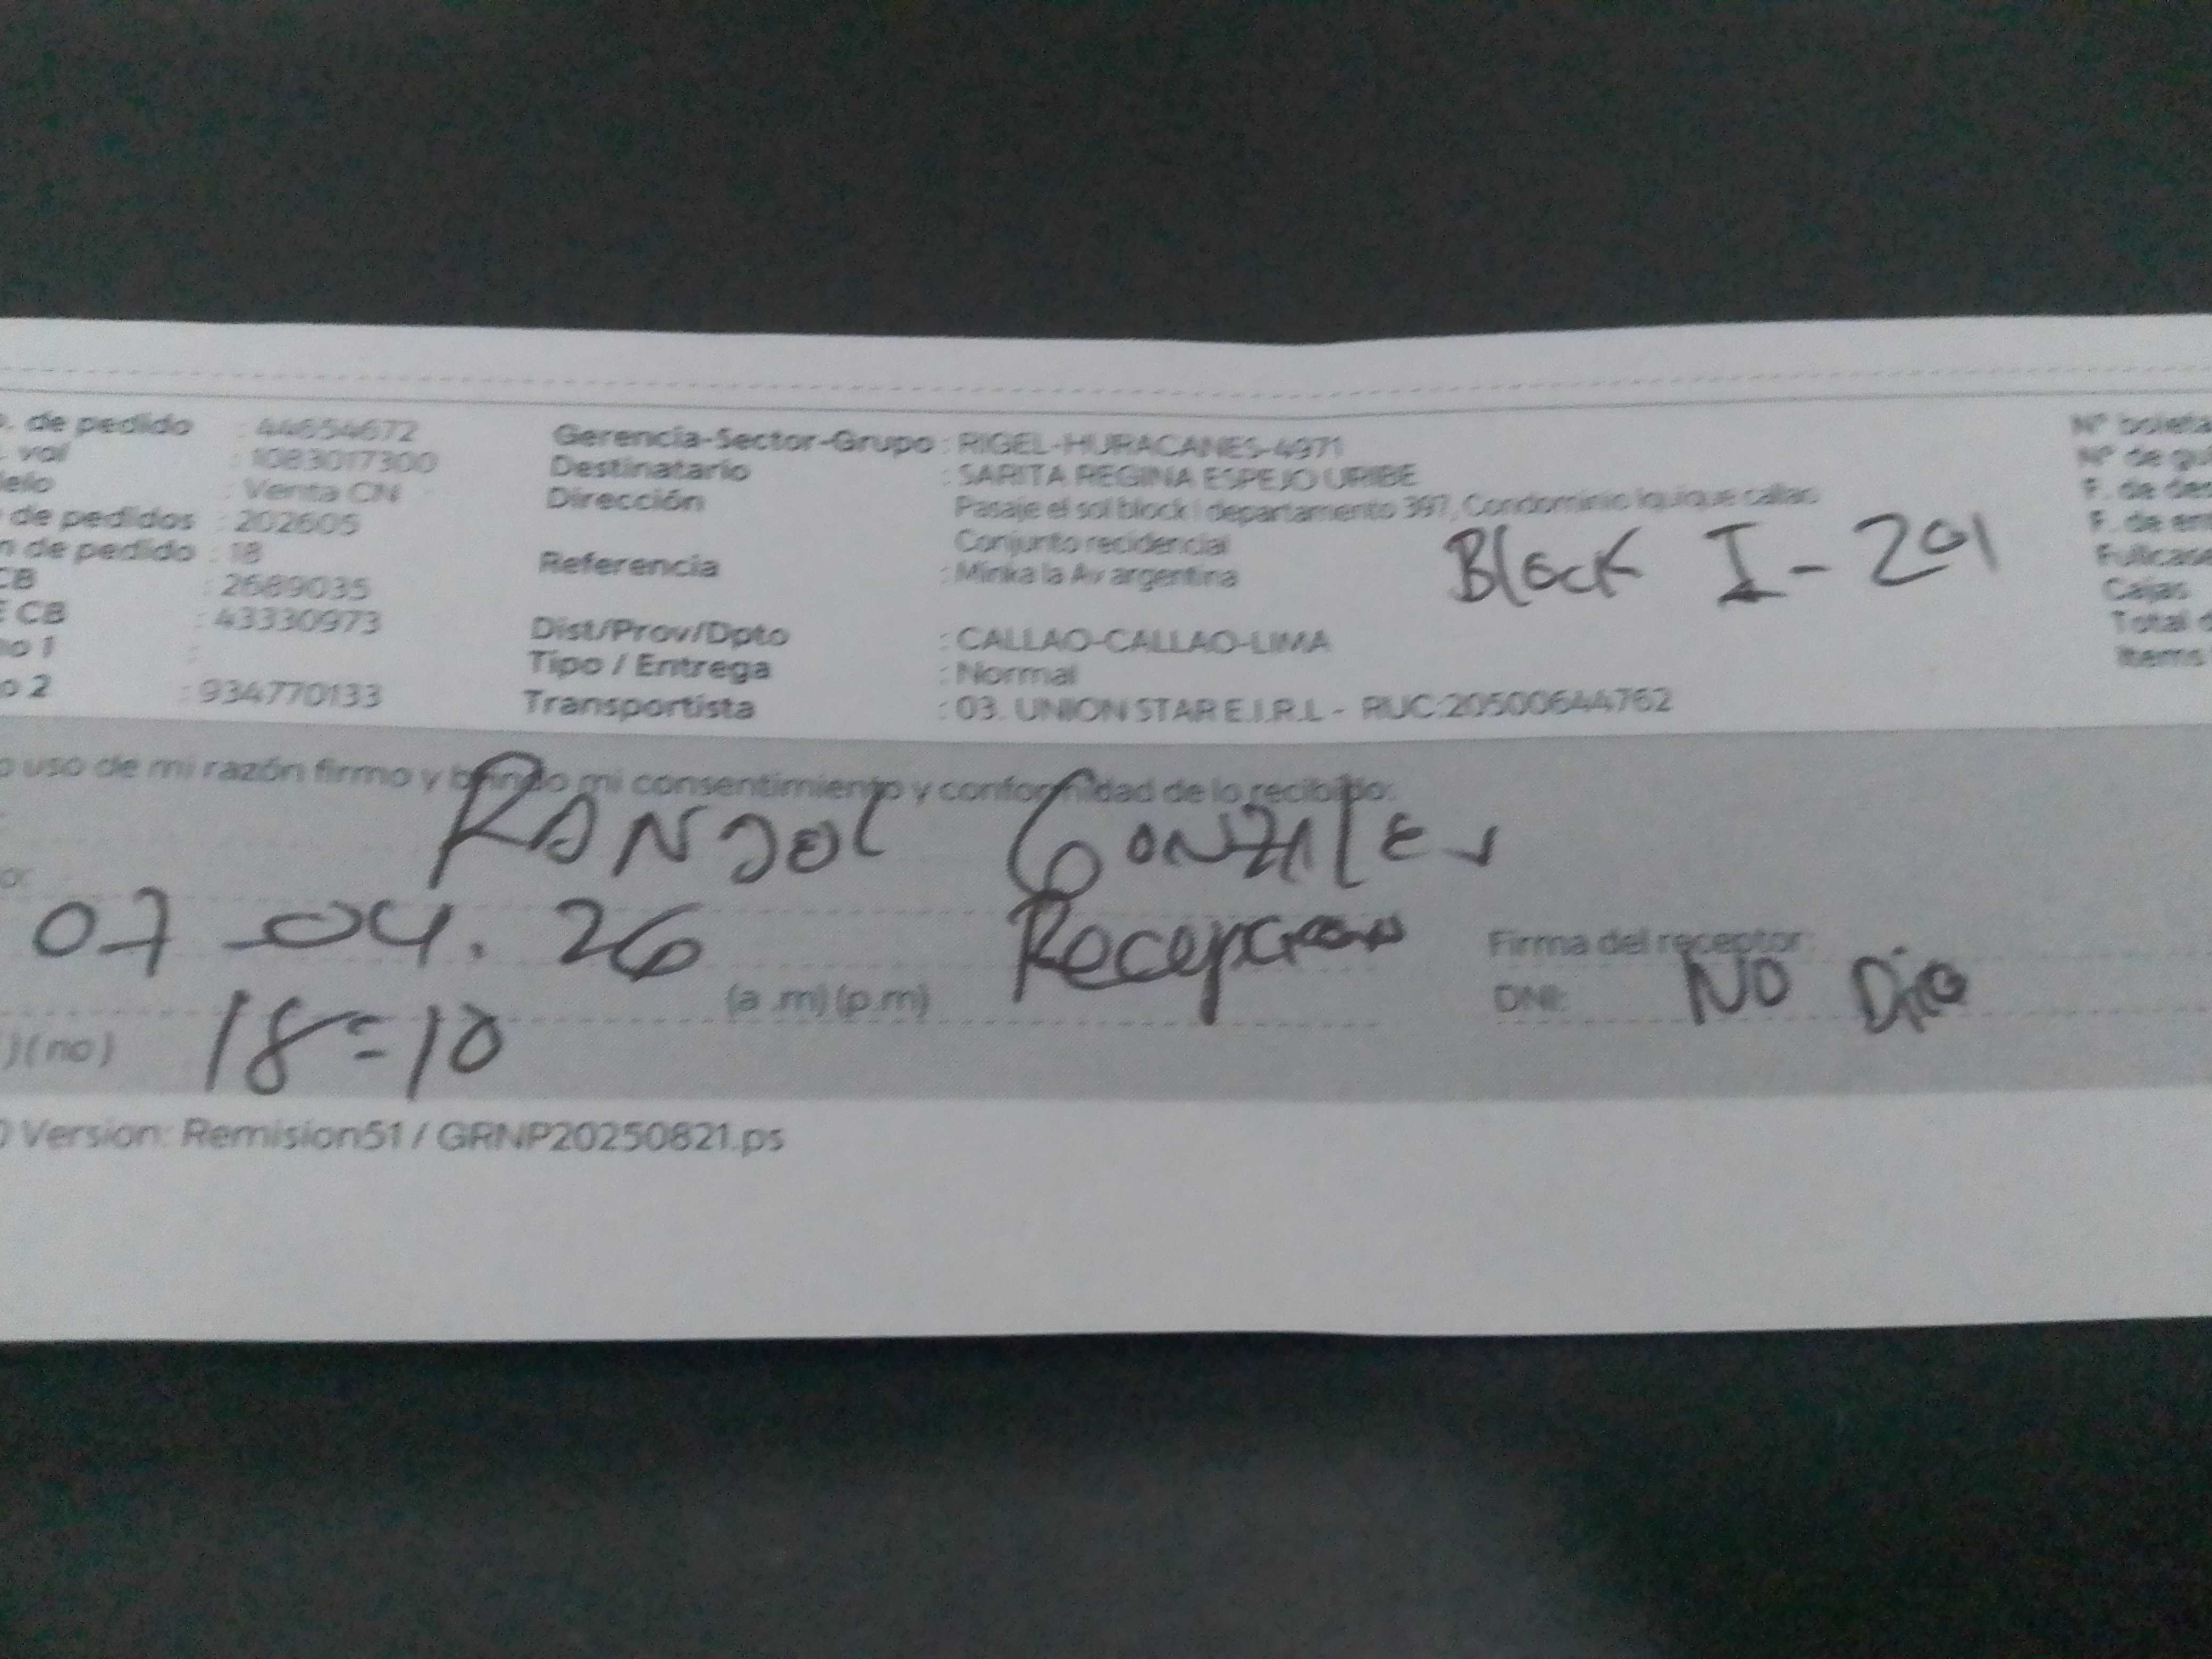 . de pedido : 44654672
. vol : 1083017300
elo : Venta CN
de pedidos : 202605
n de pedido : 18
CB : 2689035
E CB : 43330973
no 1 :
o 2 : 934770133
Gerencia-Sector-Grupo : RIGEL-HURACANES-4971
Destinatario : SARITA REGINA ESPEJO URIBE
Dirección : Pasaje el sol block i departamento 397, Condominio Iquique callao
Conjunto recidencial
Referencia : Minka la Av argentina
Block I-201
Dist/Prov/Dpto : CALLAO-CALLAO-LIMA
Tipo / Entrega : Normal
Transportista : 03. UNION STAR E.I.R.L - RUC:20500644762
Nº boleta
Nº de gui
F. de des
F. de en
Fullcase
Cajas
Total d
Items
o uso de mi razón firmo y brindo mi consentimiento y conformidad de lo recibido:
Gonzales
07-04.26 Recepcion Firma del receptor:
(a .m) (p.m) DNI: NO Dio
) ( no ) 18=10
) Version: Remision51 / GRNP20250821.ps